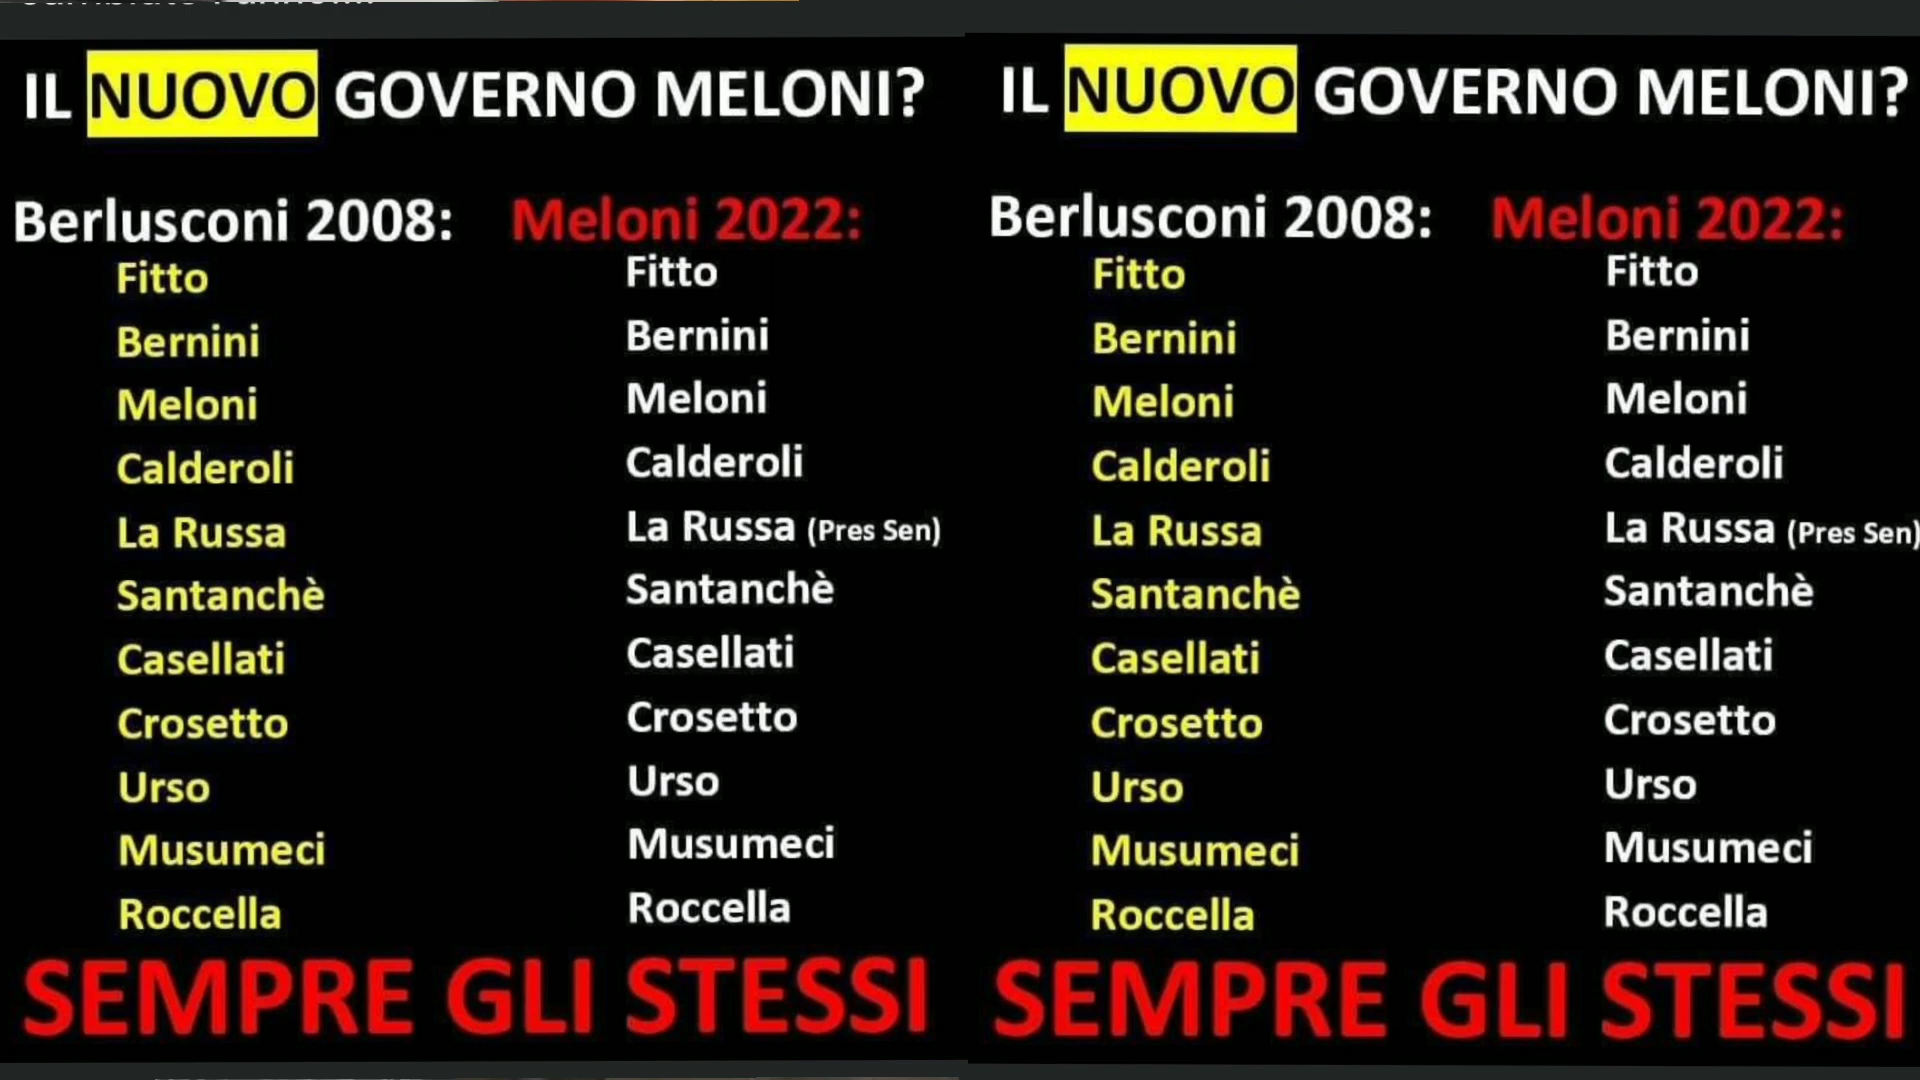 IL NUOVO GOVERNO MELONI?
Berlusconi 2008: Meloni 2022:
Fitto Fitto
Bernini Bernini
Meloni Meloni
Calderoli Calderoli
La Russa La Russa (Pres Sen)
Santanchè Santanchè
Casellati Casellati
Crosetto Crosetto
Urso Urso
Musumeci Musumeci
Roccella Roccella
SEMPRE GLI STESSI
IL NUOVO GOVERNO MELONI?
Berlusconi 2008: Meloni 2022:
Fitto Fitto
Bernini Bernini
Meloni Meloni
Calderoli Calderoli
La Russa La Russa (Pres Sen)
Santanchè Santanchè
Casellati Casellati
Crosetto Crosetto
Urso Urso
Musumeci Musumeci
Roccella Roccella
SEMPRE GLI STESSI